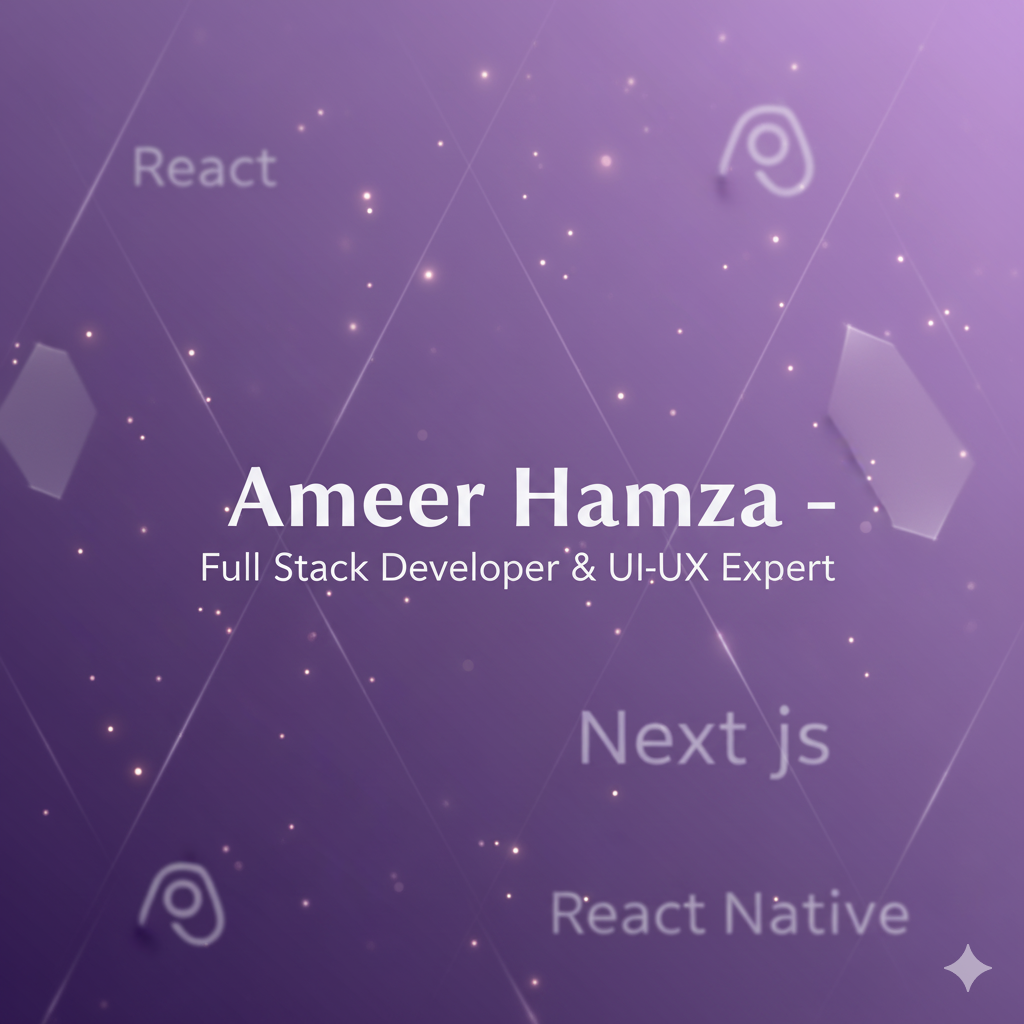 React
Ameer Hamza –
Full Stack Developer & UI-UX Expert
Next js
React Native